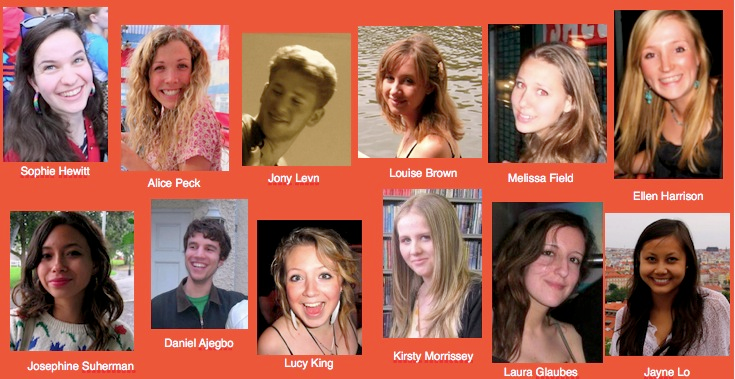 Sophie Hewitt
Alice Peck
Jony Levn
Louise Brown
Melissa Field
Ellen Harrison
Josephine Suherman
Daniel Ajegbo
Lucy King
Kirsty Morrissey
Laura Glaubes
Jayne Lo